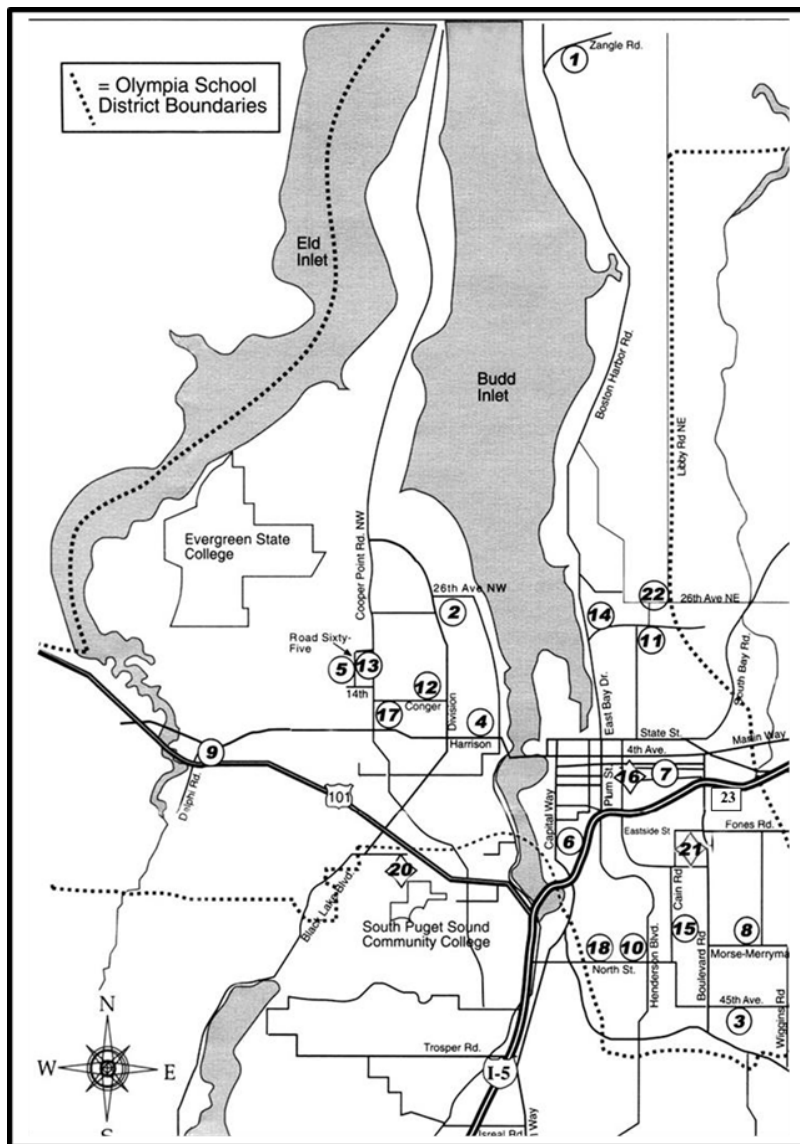 = Olympia School
District Boundaries
1
Zangle Rd.
Eld
Inlet
Budd
Inlet
Boston Harbor Rd.
Libby Rd NE
Evergreen State
College
Cooper Point Rd. NW
26th Ave NW
2
22
26th Ave NE
14
11
Road Sixty-
Five
5
13
14th
12
Conger
17
Division
4
Harrison
East Bay Dr.
South Bay Rd.
State St.
4th Ave.
Martin Way
9
Delphi Rd.
101
Capital Way
Plum St.
16
7
23
6
Eastside St
Fones Rd.
21
20
Black Lake Blvd.
South Puget Sound
Community College
Cain Rd
15
8
18
10
North St.
Henderson Blvd.
Boulevard Rd
Morse-Merryma
45th Ave.
3
Wiggins Rd
N
W
E
S
Trosper Rd.
I-5
Isreal Rd
n Way